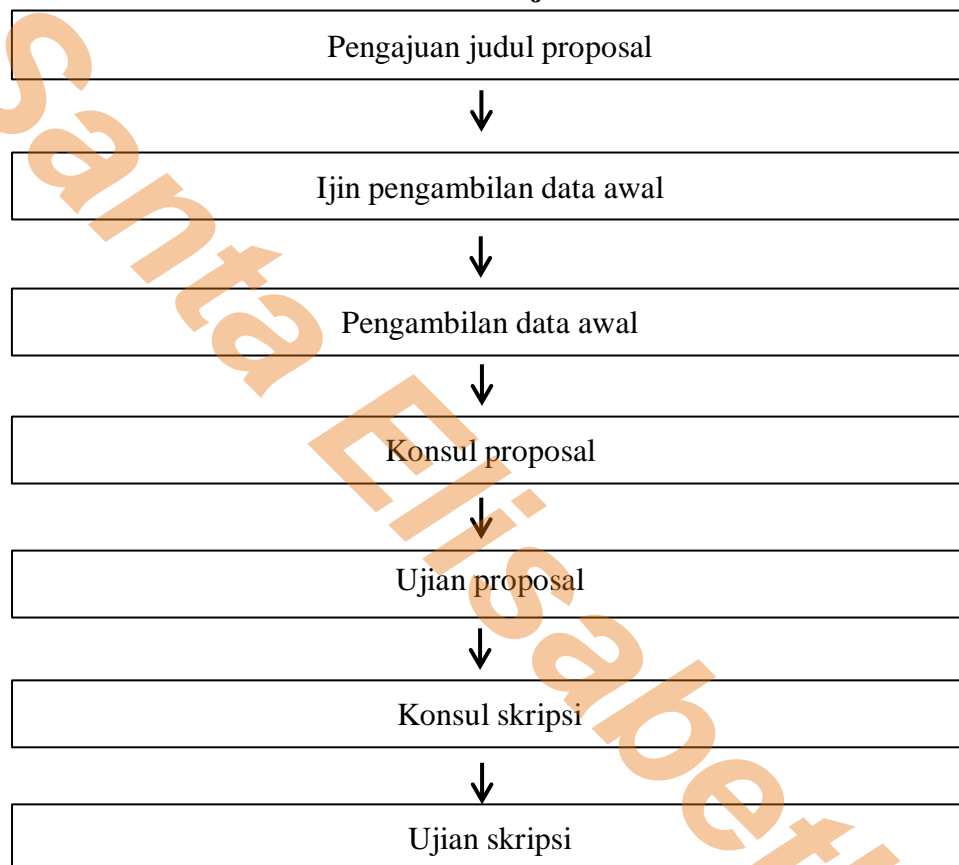 Pengajuan judul proposal
Ijin pengambilan data awal
Pengambilan data awal
Konsul proposal
Ujian proposal
Konsul skripsi
Ujian skripsi
Santa Elisabeth